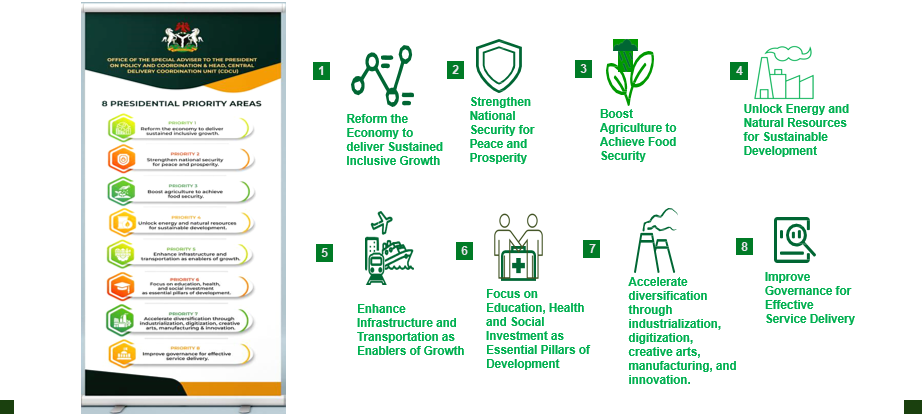 OFFICE OF THE SPECIAL ADVISER TO THE PRESIDENT
ON POLICY AND COORDINATION & HEAD, CENTRAL
DELIVERY COORDINATION UNIT (CDCU)
8 PRESIDENTIAL PRIORITY AREAS
PRIORITY 1
Reform the economy to deliver
sustained inclusive growth.
PRIORITY 2
Strengthen national security
for peace and prosperity.
PRIORITY 3
Boost agriculture to achieve
food security.
PRIORITY 4
Unlock energy and natural resources
for sustainable development.
PRIORITY 5
Enhance infrastructure and
transportation as enablers of growth.
PRIORITY 6
Focus on education, health,
and social investment
as essential pillars of development.
PRIORITY 7
Accelerate diversification through
industrialization, digitization, creative
arts, manufacturing & innovation.
PRIORITY 8
Improve governance for effective
service delivery.
1
Reform the
Economy to
deliver Sustained
Inclusive Growth
2
Strengthen
National
Security for
Peace and
Prosperity
3
Boost
Agriculture to
Achieve Food
Security
4
Unlock Energy and
Natural Resources
for Sustainable
Development
5
Enhance
Infrastructure and
Transportation as
Enablers of Growth
6
Focus on
Education, Health
and Social
Investment as
Essential Pillars of
Development
7
Accelerate
diversification
through
industrialization,
digitization,
creative arts,
manufacturing, and
innovation.
8
Improve
Governance for
Effective
Service Delivery